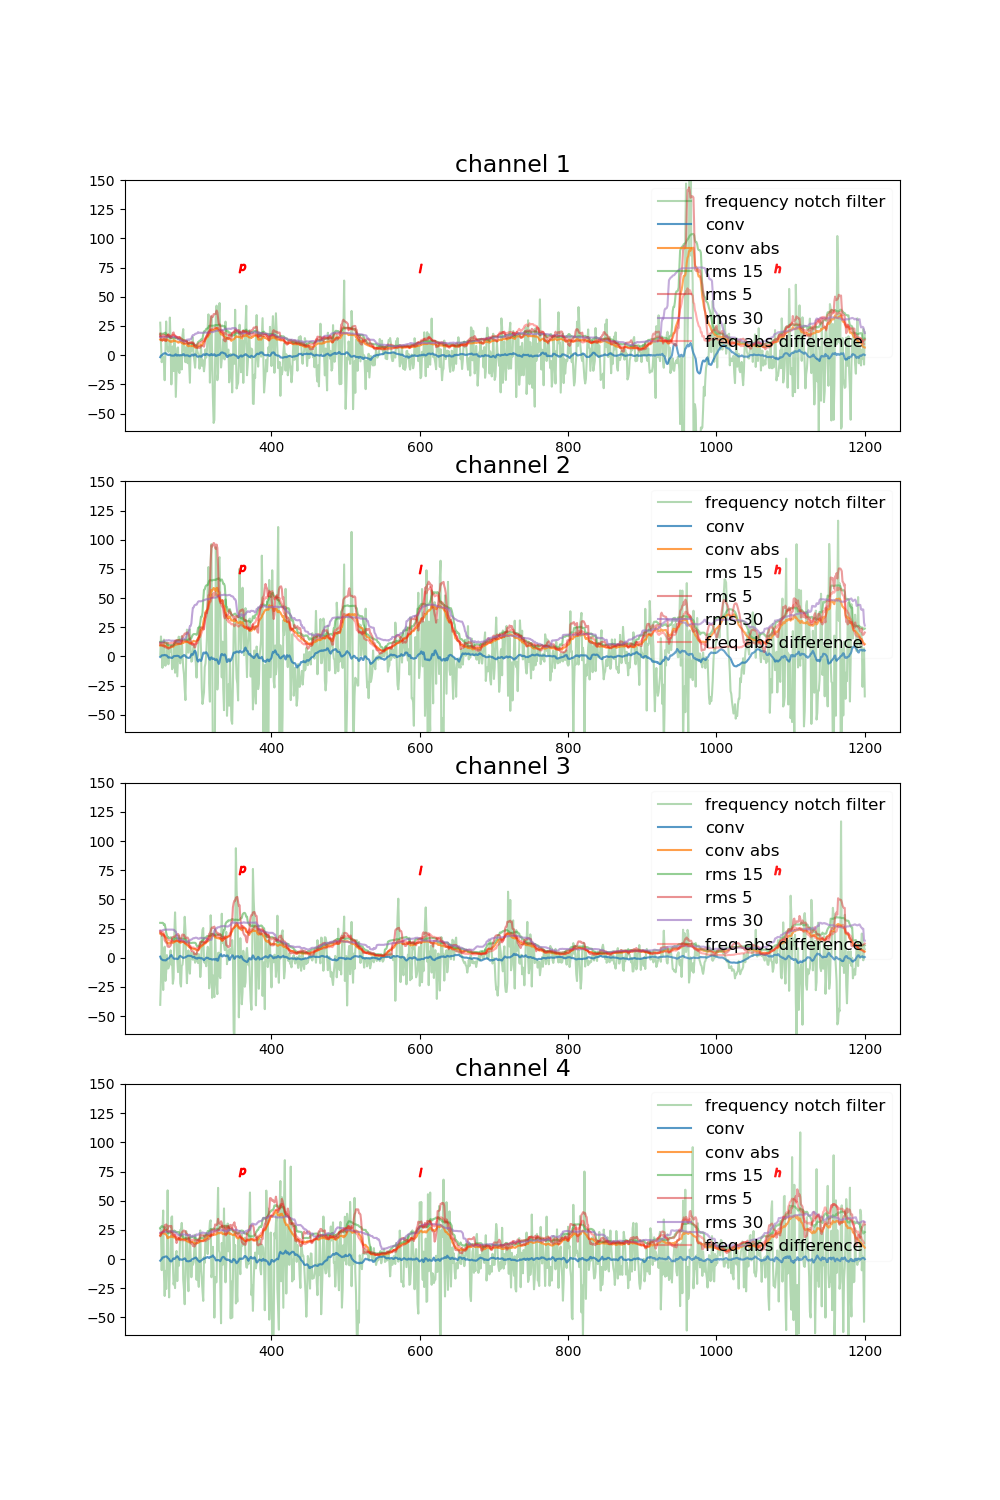 channel 1
150
125
100
75
50
25
0
−25
−50
frequency notch filter
conv
conv abs
rms 15
rms 5
rms 30
freq abs difference
p
l
h
400 600 800 1000 1200
channel 2
150
125
100
75
50
25
0
−25
−50
frequency notch filter
conv
conv abs
rms 15
rms 5
rms 30
freq abs difference
p
l
h
400 600 800 1000 1200
channel 3
150
125
100
75
50
25
0
−25
−50
frequency notch filter
conv
conv abs
rms 15
rms 5
rms 30
freq abs difference
p
l
h
400 600 800 1000 1200
channel 4
150
125
100
75
50
25
0
−25
−50
frequency notch filter
conv
conv abs
rms 15
rms 5
rms 30
freq abs difference
p
l
h
400 600 800 1000 1200